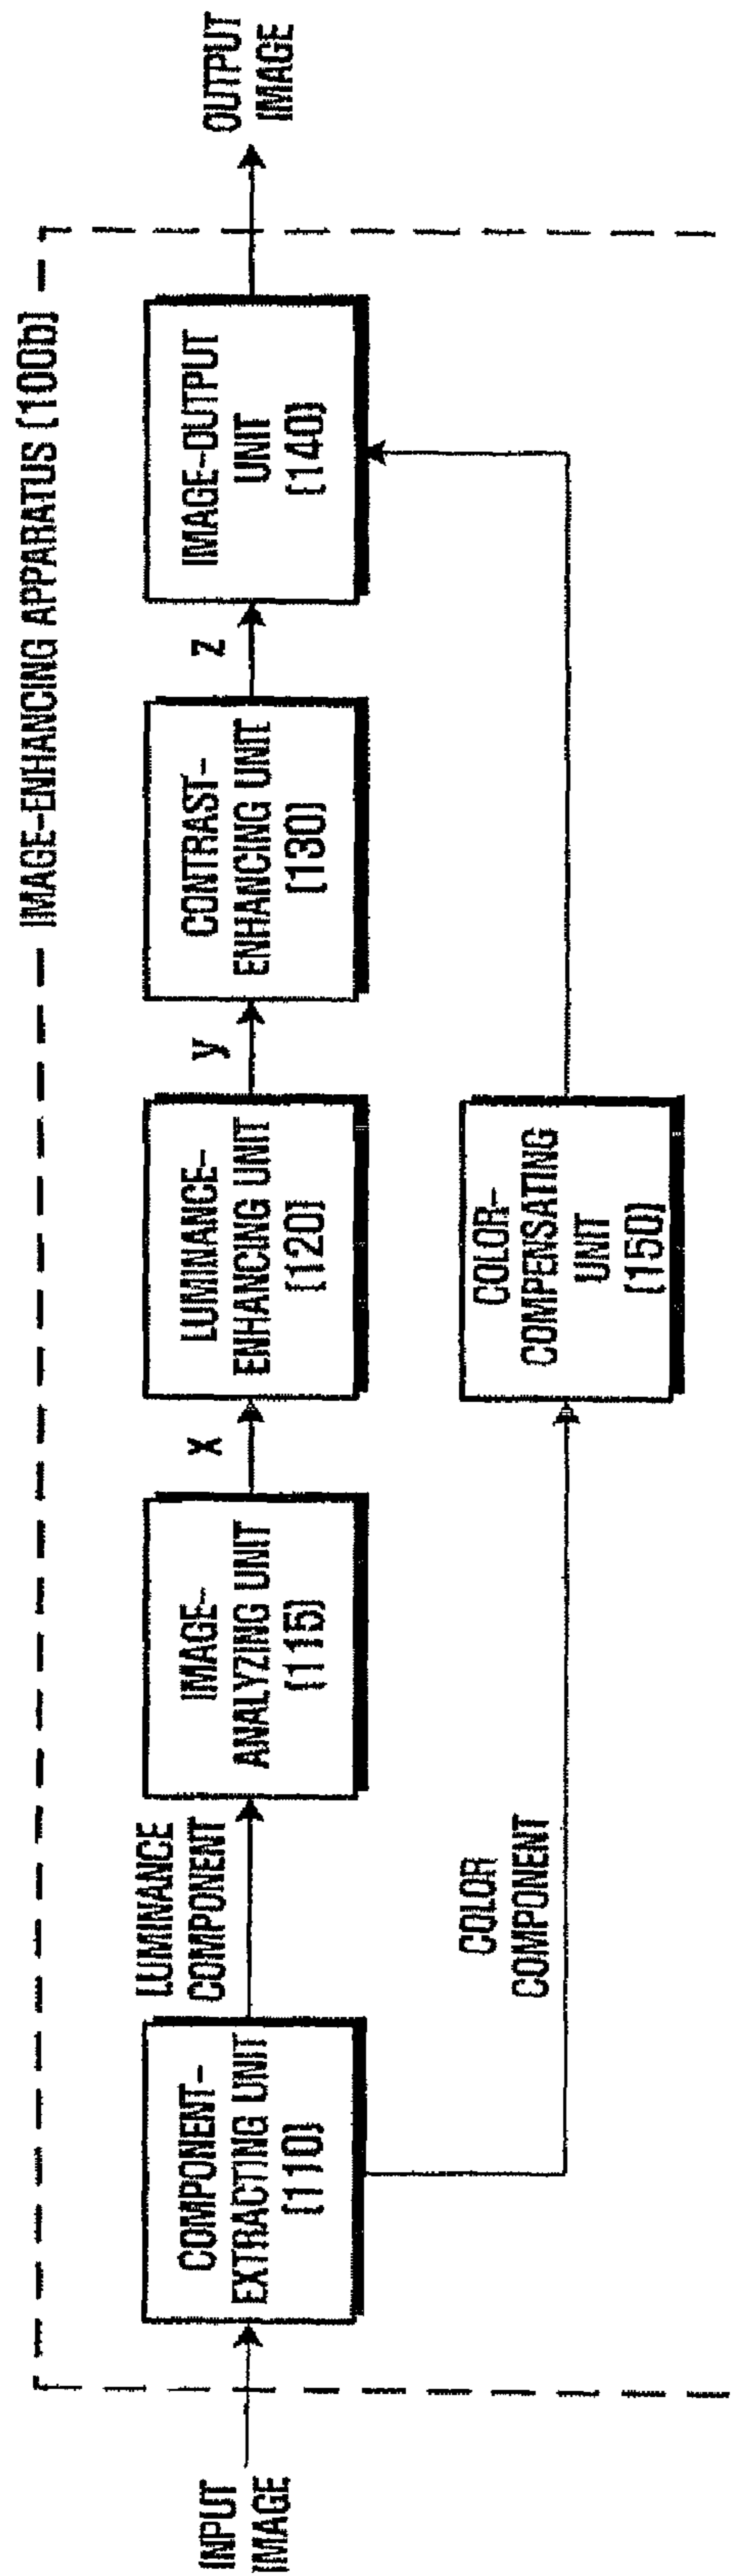 IMAGE-ENHANCING APPARATUS (100b)
INPUT
IMAGE
COMPONENT-
EXTRACTING UNIT
(110)
LUMINANCE
COMPONENT
IMAGE-
ANALYZING UNIT
(115)
x
LUMINANCE-
ENHANCING UNIT
(120)
y
CONTRAST-
ENHANCING UNIT
(130)
z
IMAGE-OUTPUT
UNIT
(140)
OUTPUT
IMAGE
COLOR
COMPONENT
COLOR-
COMPENSATING
UNIT
(150)